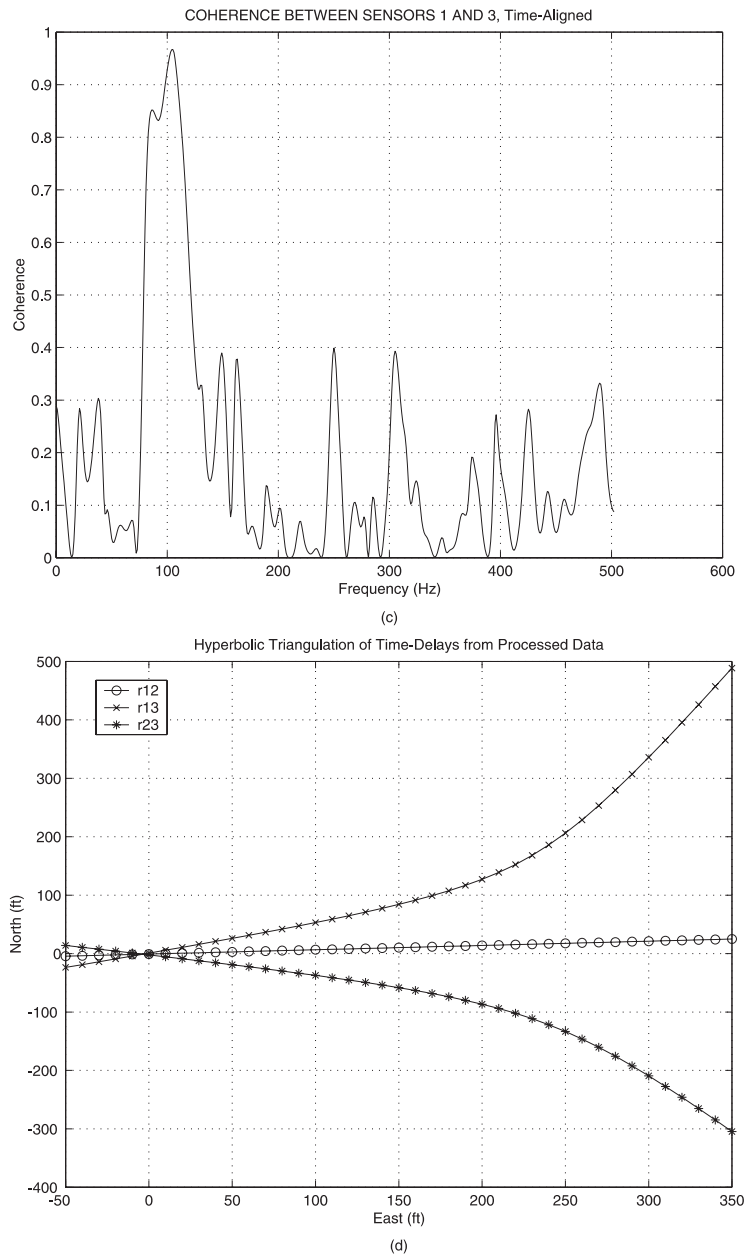 COHERENCE BETWEEN SENSORS 1 AND 3, Time-Aligned
1
0.9
0.8
0.7
0.6
0.5
0.4
0.3
0.2
0.1
0
Coherence
0 100 200 300 400 500 600
Frequency (Hz)
(c)
Hyperbolic Triangulation of Time-Delays from Processed Data
r12
r13
r23
500
400
300
200
100
0
-100
-200
-300
-400
North (ft)
-50 0 50 100 150 200 250 300 350
East (ft)
(d)